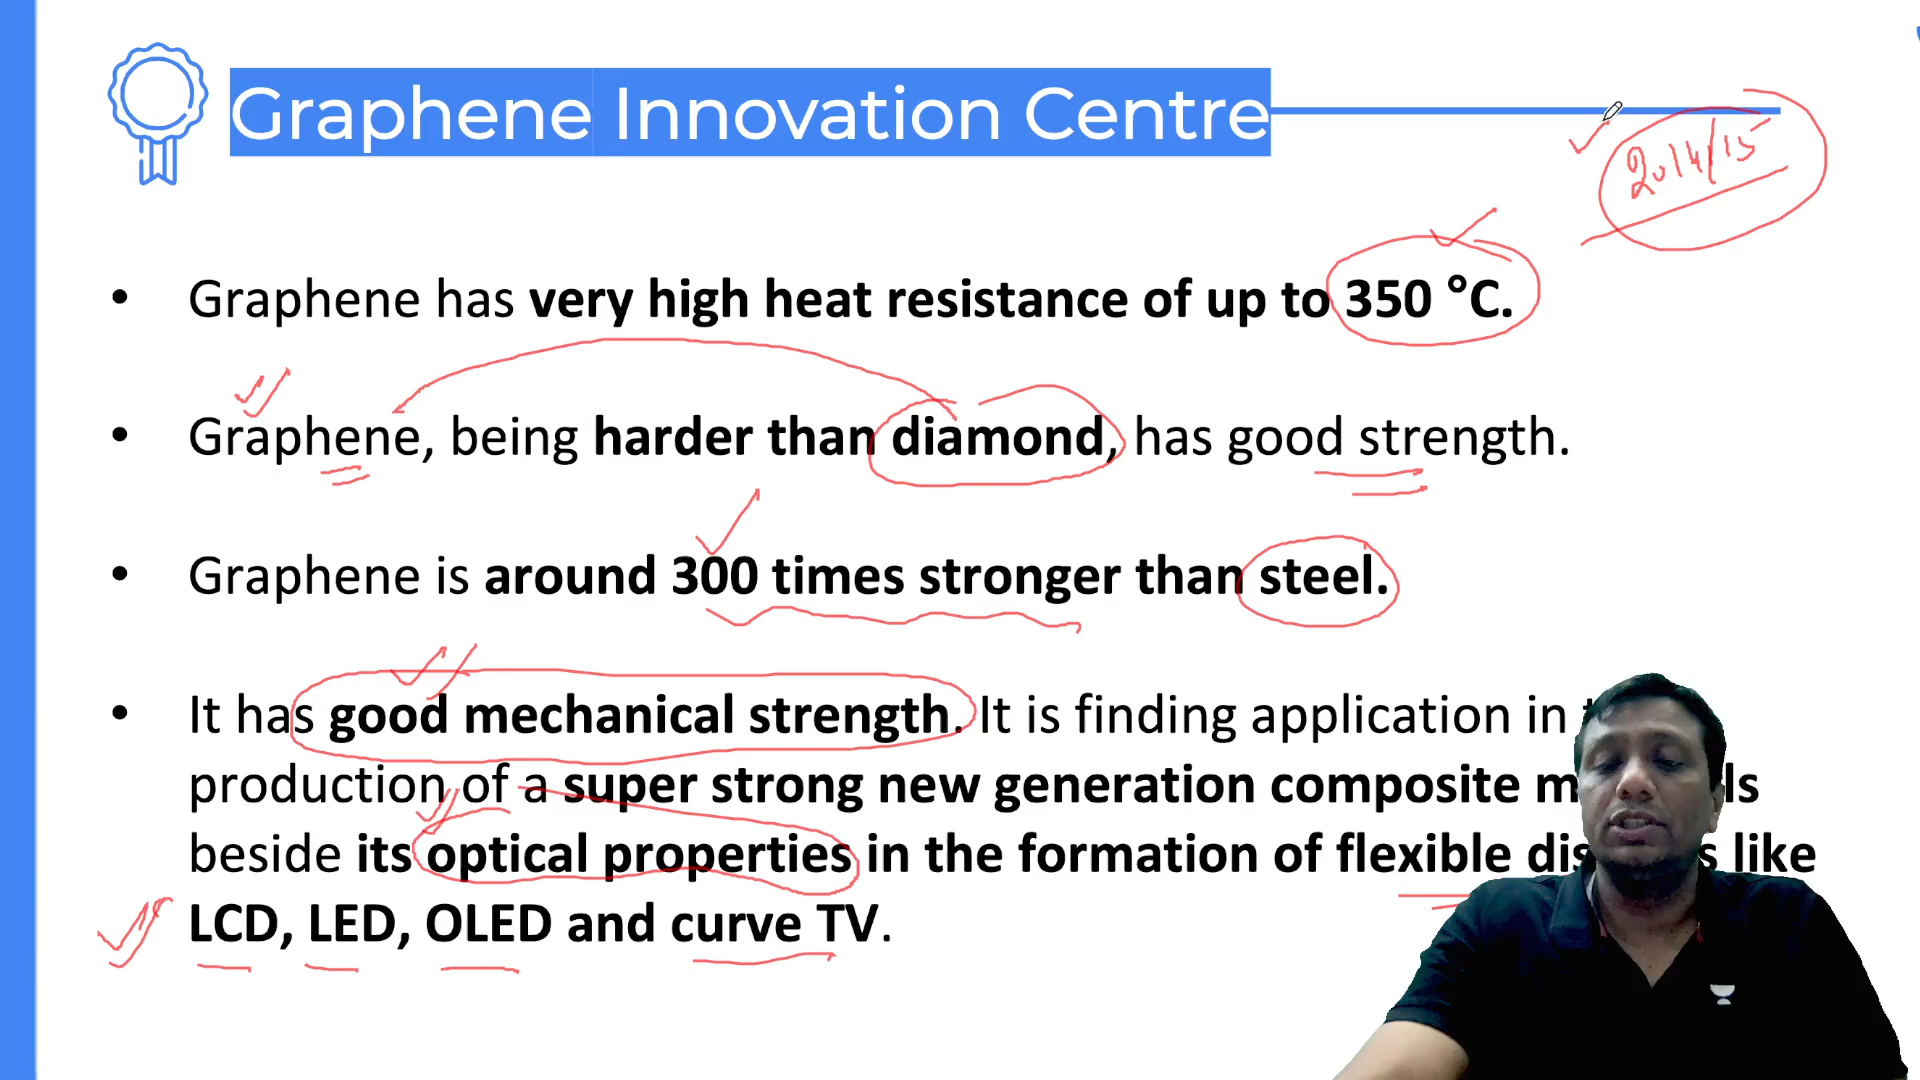 Graphene Innovation Centre
2014/15
• Graphene has very high heat resistance of up to 350 °C.
• Graphene, being harder than diamond, has good strength.
• Graphene is around 300 times stronger than steel.
• It has good mechanical strength. It is finding application in
production of a super strong new generation composite
beside its optical properties in the formation of flexible like
LCD, LED, OLED and curve TV.